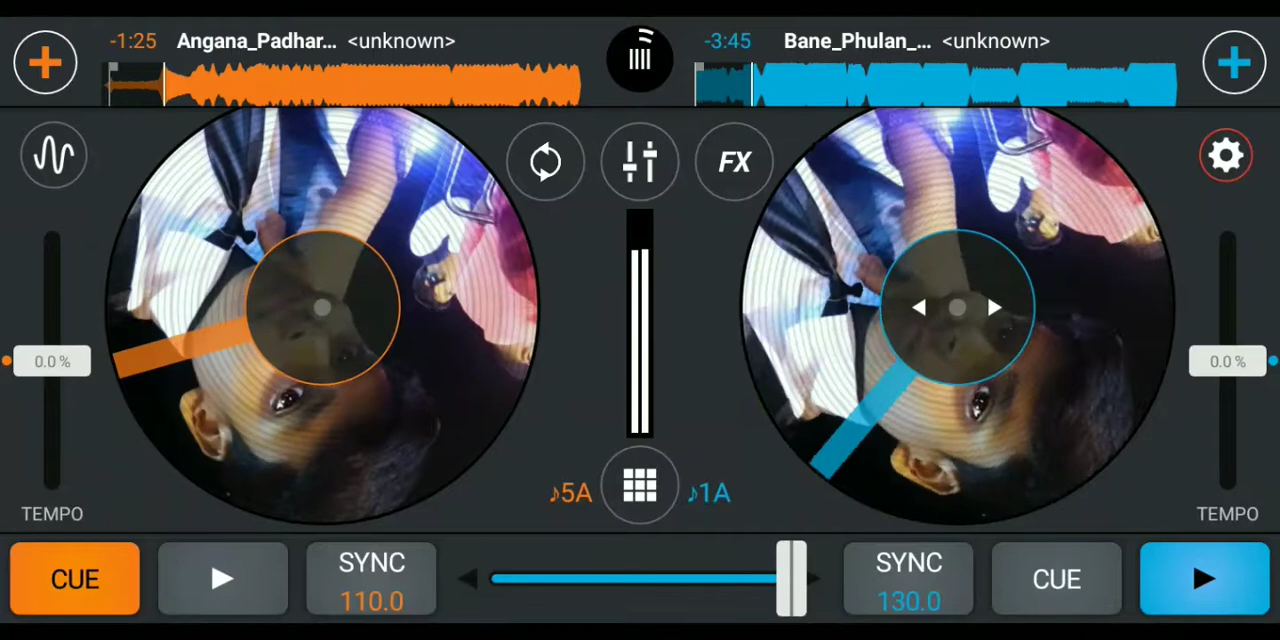 -1:25 Angana_Padhar... <unknown>
-3:45 Bane_Phulan_... <unknown>
FX
0.0 %
0.0 %
♪5A
♪1A
TEMPO
TEMPO
CUE
SYNC
110.0
SYNC
130.0
CUE